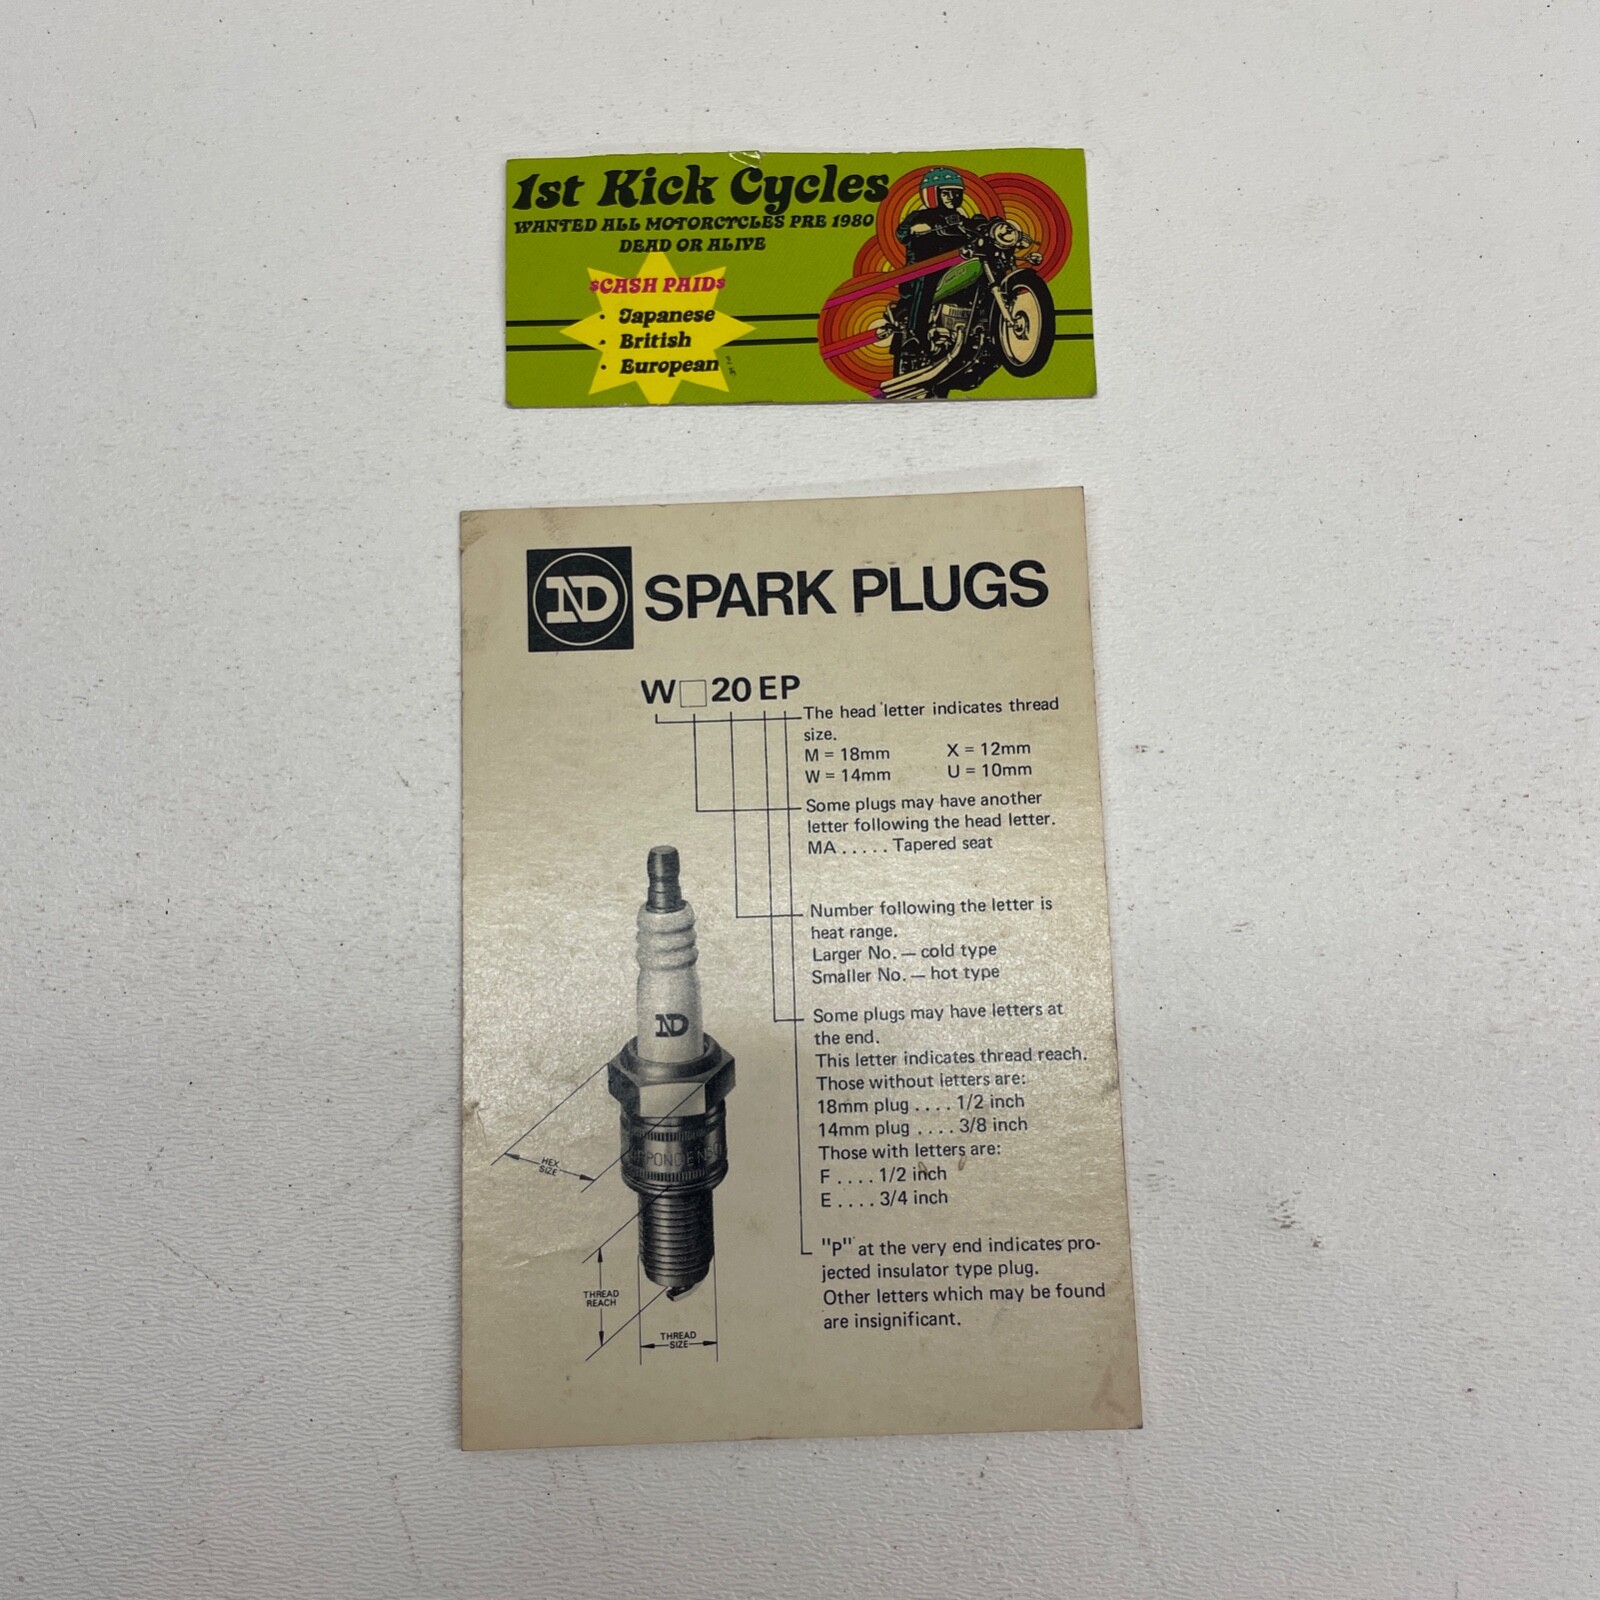 1st Kick Cycles
WANTED ALL MOTORCYCLES PRE 1980
DEAD OR ALIVE
$CASH PAID$
· Japanese
· British
· European
ND SPARK PLUGS
W□20 EP
The head letter indicates thread
size.
M = 18mm X = 12mm
W = 14mm U = 10mm
Some plugs may have another
letter following the head letter.
MA ..... Tapered seat
Number following the letter is
heat range.
Larger No. — cold type
Smaller No. — hot type
Some plugs may have letters at
the end.
This letter indicates thread reach.
Those without letters are:
18mm plug .... 1/2 inch
14mm plug .... 3/8 inch
Those with letters are:
F .... 1/2 inch
E .... 3/4 inch
"P" at the very end indicates pro-
jected insulator type plug.
Other letters which may be found
are insignificant.
ND
HEX
SIZE
THREAD
REACH
THREAD
SIZE